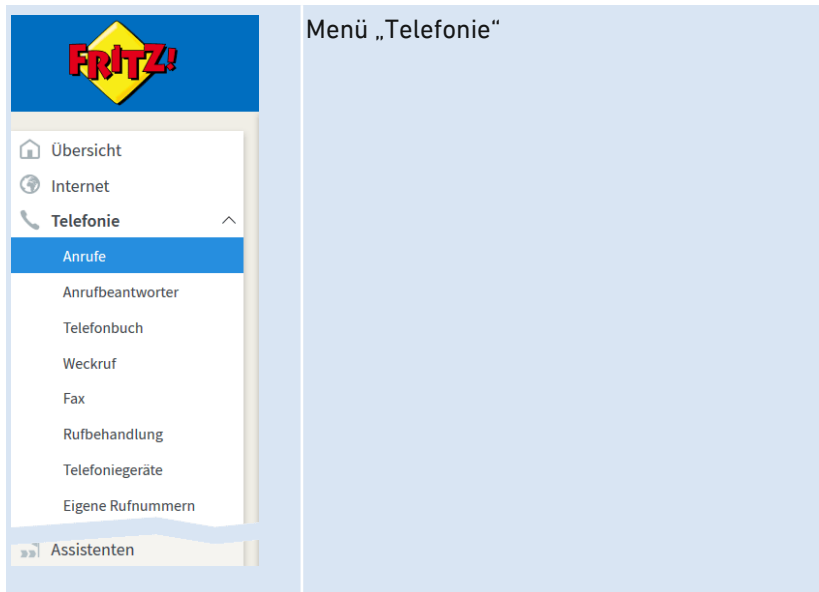 FRITZ!
Menü „Telefonie“
Übersicht
Internet
Telefonie
Anrufe
Anrufbeantworter
Telefonbuch
Weckruf
Fax
Rufbehandlung
Telefoniegeräte
Eigene Rufnummern
Assistenten